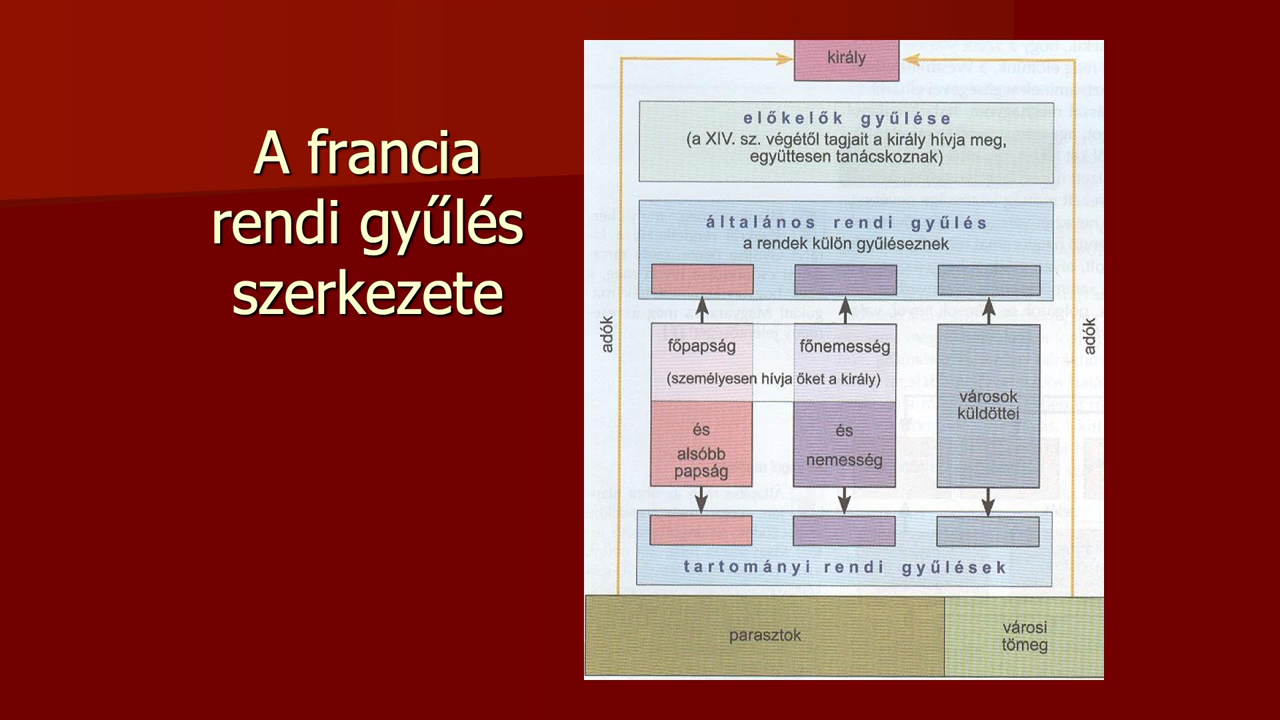 A francia
rendi gyűlés
szerkezete
király
előkelők gyűlése
(a XIV. sz. végétől tagjait a király hívja meg,
együttesen tanácskoznak)
általános rendi gyűlés
a rendek külön gyűléseznek
adók
adók
főpapság
főnemesség
(személyesen hívja őket a király)
és
alsóbb
papság
és
nemesség
városok
küldöttei
tartományi rendi gyűlések
parasztok
városi
tömeg